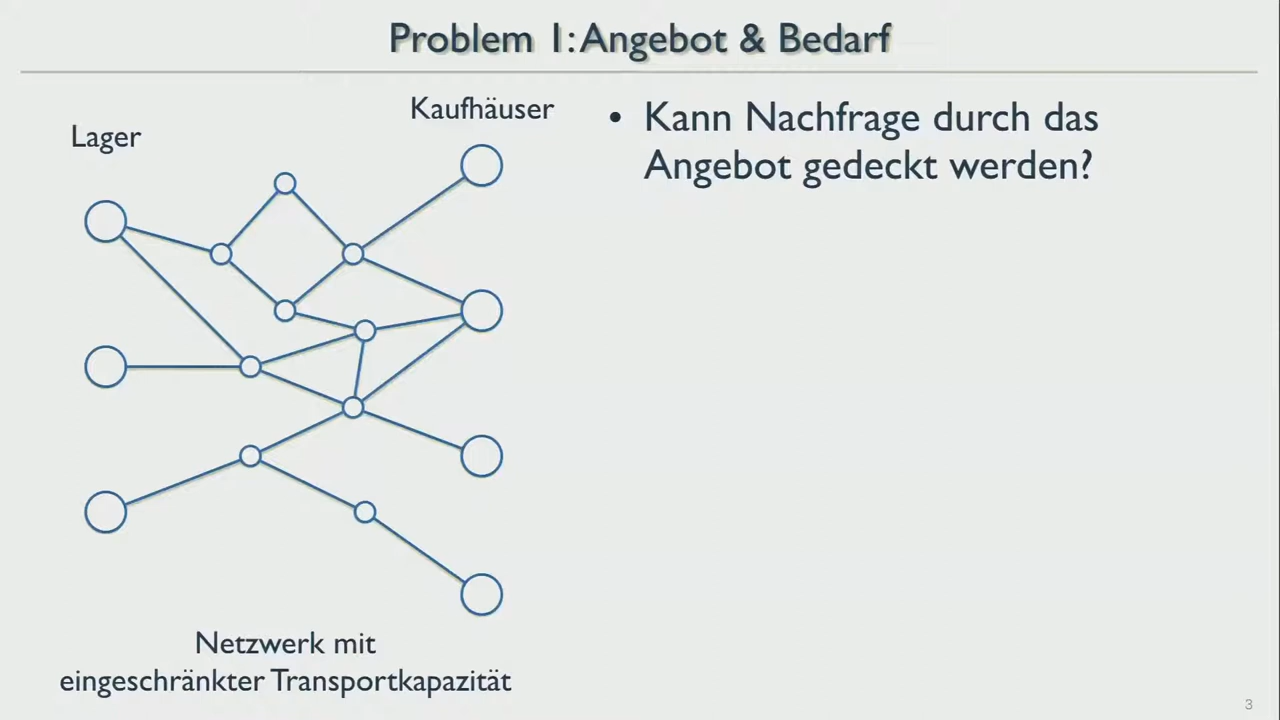 Problem 1: Angebot & Bedarf
Lager
Kaufhäuser
• Kann Nachfrage durch das
Angebot gedeckt werden?
Netzwerk mit
eingeschränkter Transportkapazität
3